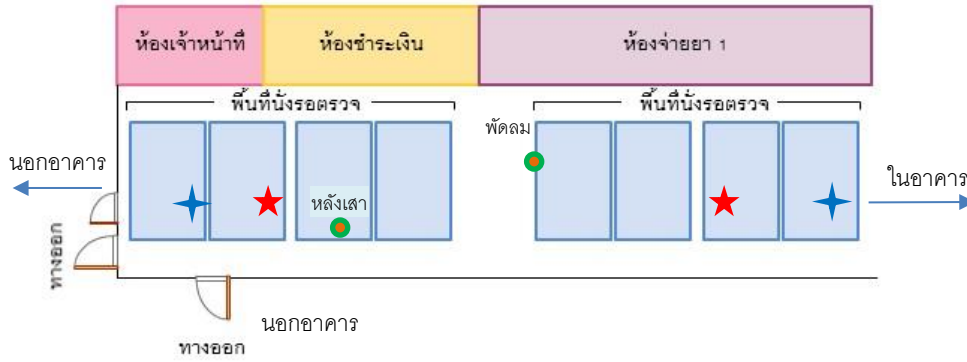 ห้องเจ้าหน้าที่
ห้องชำระเงิน
ห้องจ่ายยา 1
พื้นที่นั่งรอตรวจ
พื้นที่นั่งรอตรวจ
พัดลม
นอกอาคาร
ในอาคาร
หลังเสา
ทางออก
นอกอาคาร
ทางออก